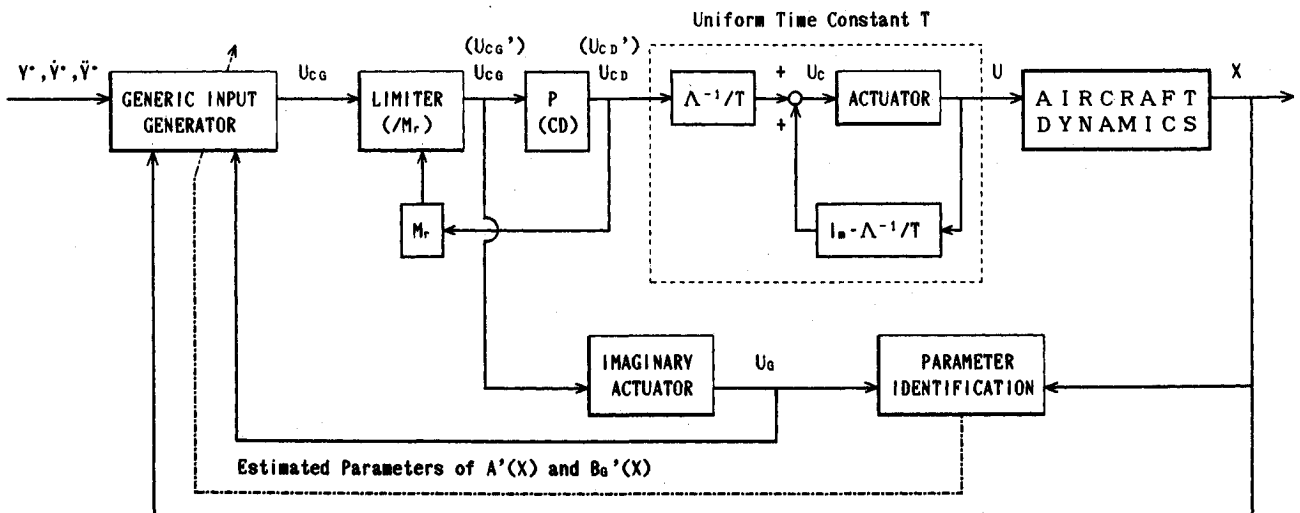 Uniform Time Constant T
Y*, Ẏ*, Ÿ*
GENERIC INPUT
GENERATOR
UCG
LIMITER
(/Mr)
(UCG')
UCG
P
(CD)
(UCD')
UCD
Λ⁻¹/T
+
+
UC
ACTUATOR
U
AIRCRAFT
DYNAMICS
X
Mr
Im-Λ⁻¹/T
IMAGINARY
ACTUATOR
UG
PARAMETER
IDENTIFICATION
Estimated Parameters of A'(X) and BG'(X)